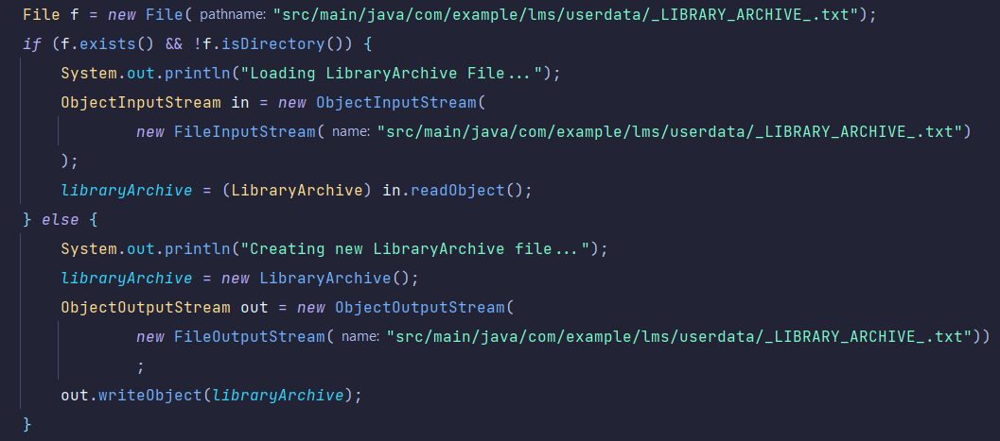 File f = new File( pathname: "src/main/java/com/example/lms/userdata/_LIBRARY_ARCHIVE_.txt");
if (f.exists() && !f.isDirectory()) {
    System.out.println("Loading LibraryArchive File...");
    ObjectInputStream in = new ObjectInputStream(
            new FileInputStream( name: "src/main/java/com/example/lms/userdata/_LIBRARY_ARCHIVE_.txt")
    );
    libraryArchive = (LibraryArchive) in.readObject();
} else {
    System.out.println("Creating new LibraryArchive file...");
    libraryArchive = new LibraryArchive();
    ObjectOutputStream out = new ObjectOutputStream(
            new FileOutputStream( name: "src/main/java/com/example/lms/userdata/_LIBRARY_ARCHIVE_.txt"))
            ;
    out.writeObject(libraryArchive);
}